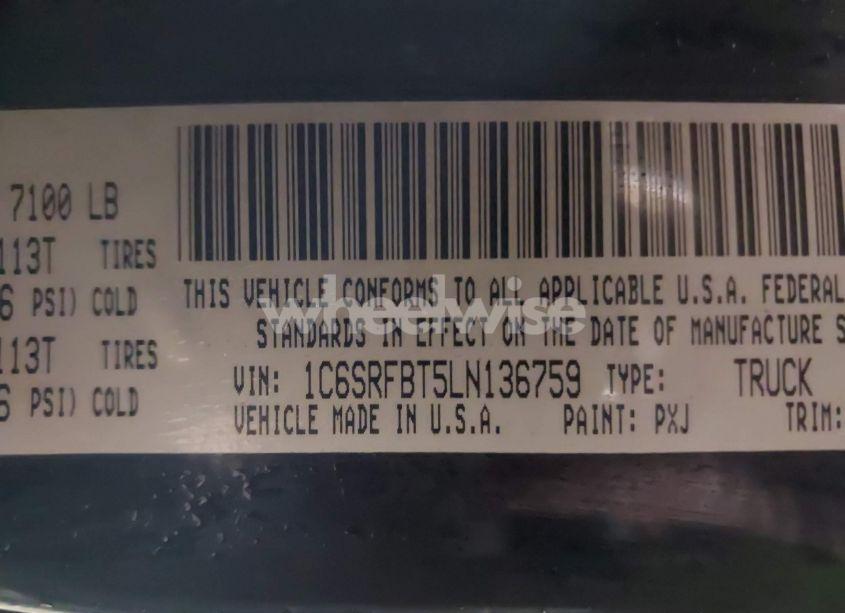 7100 LB
113T TIRES
6 PSI) COLD
113T TIRES
6 PSI) COLD
THIS VEHICLE CONFORMS TO ALL APPLICABLE U.S.A. FEDERAL
STANDARDS IN EFFECT ON THE DATE OF MANUFACTURE S
VIN: 1C6SRFBT5LN136759 TYPE: TRUCK
VEHICLE MADE IN U.S.A. PAINT: PXJ TRIM:
wheelwise